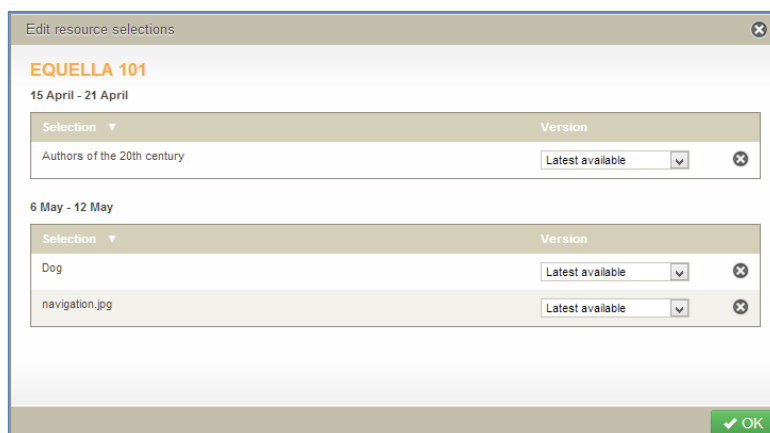 Edit resource selections
EQUELLA 101
15 April - 21 April
Selection ▼ Version
Authors of the 20th century Latest available
6 May - 12 May
Selection ▼ Version
Dog Latest available
navigation.jpg Latest available
OK